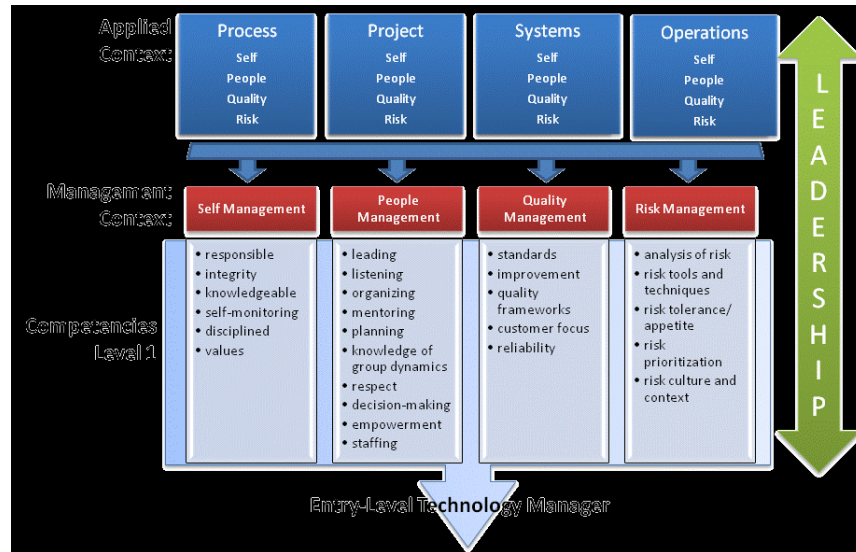 Applied
Context
Process
Self
People
Quality
Risk
Project
Self
People
Quality
Risk
Systems
Self
People
Quality
Risk
Operations
Self
People
Quality
Risk
Management
Context
Self Management
People
Management
Quality
Management
Risk Management
Competencies
Level 1
• responsible
• integrity
• knowledgeable
• self-monitoring
• disciplined
• values
• leading
• listening
• organizing
• mentoring
• planning
• knowledge of
group dynamics
• respect
• decision-making
• empowerment
• staffing
• standards
• improvement
• quality
frameworks
• customer focus
• reliability
• analysis of risk
• risk tools and
techniques
• risk tolerance/
appetite
• risk
prioritization
• risk culture and
context
Entry-Level Technology Manager
LEADERSHIP